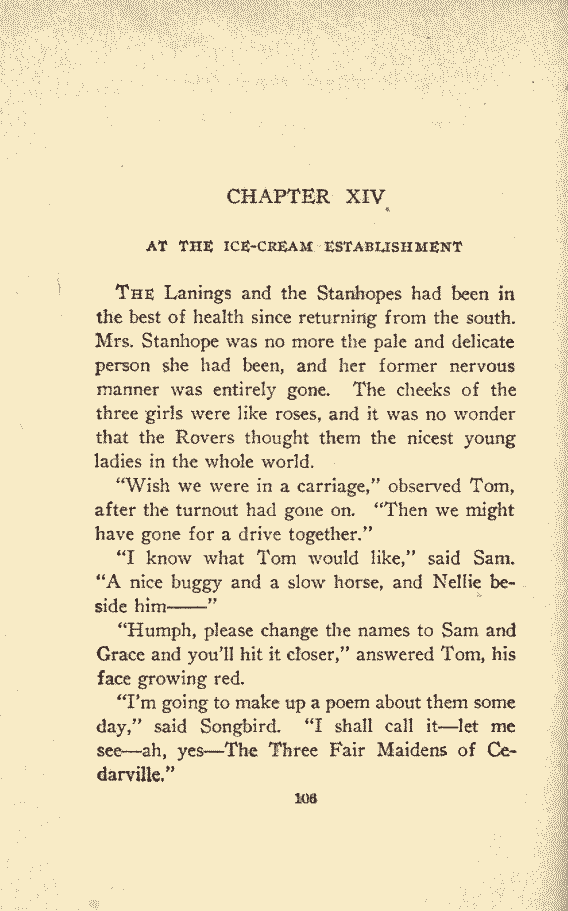 CHAPTER XIV
AT THE ICE-CREAM ESTABLISHMENT
THE Lanings and the Stanhopes had been in
the best of health since returning from the south.
Mrs. Stanhope was no more the pale and delicate
person she had been, and her former nervous
manner was entirely gone. The cheeks of the
three girls were like roses, and it was no wonder
that the Rovers thought them the nicest young
ladies in the whole world.
“Wish we were in a carriage,” observed Tom,
after the turnout had gone on. “Then we might
have gone for a drive together.”
“I know what Tom would like,” said Sam.
“A nice buggy and a slow horse, and Nellie be-
side him——”
“Humph, please change the names to Sam and
Grace and you’ll hit it closer,” answered Tom, his
face growing red.
“I’m going to make up a poem about them some
day,” said Songbird. “I shall call it—let me
see—ah, yes—The Three Fair Maidens of Ce-
darville.”
106